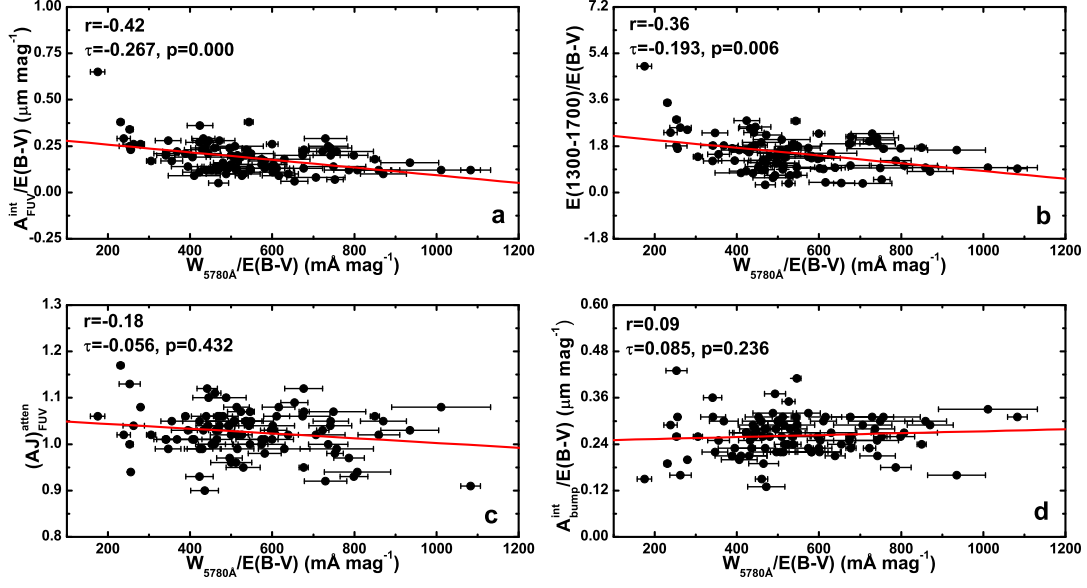 r=-0.42
τ=-0.267, p=0.000
1.00
0.75
0.50
0.25
0.00
-0.25
A^int_FUV/E(B-V) (μm mag^-1)
a
200 400 600 800 1000 1200
W_5780Å/E(B-V) (mÅ mag^-1)
r=-0.36
τ=-0.193, p=0.006
7.2
5.4
3.6
1.8
0.0
-1.8
E(1300-1700)/E(B-V)
b
200 400 600 800 1000 1200
W_5780Å/E(B-V) (mÅ mag^-1)
r=-0.18
τ=-0.056, p=0.432
1.3
1.2
1.1
1.0
0.9
0.8
(AJ)^atten_FUV
c
200 400 600 800 1000 1200
W_5780Å/E(B-V) (mÅ mag^-1)
r=0.09
τ=0.085, p=0.236
0.60
0.48
0.36
0.24
0.12
0.00
A^int_bump/E(B-V) (μm mag^-1)
d
200 400 600 800 1000 1200
W_5780Å/E(B-V) (mÅ mag^-1)